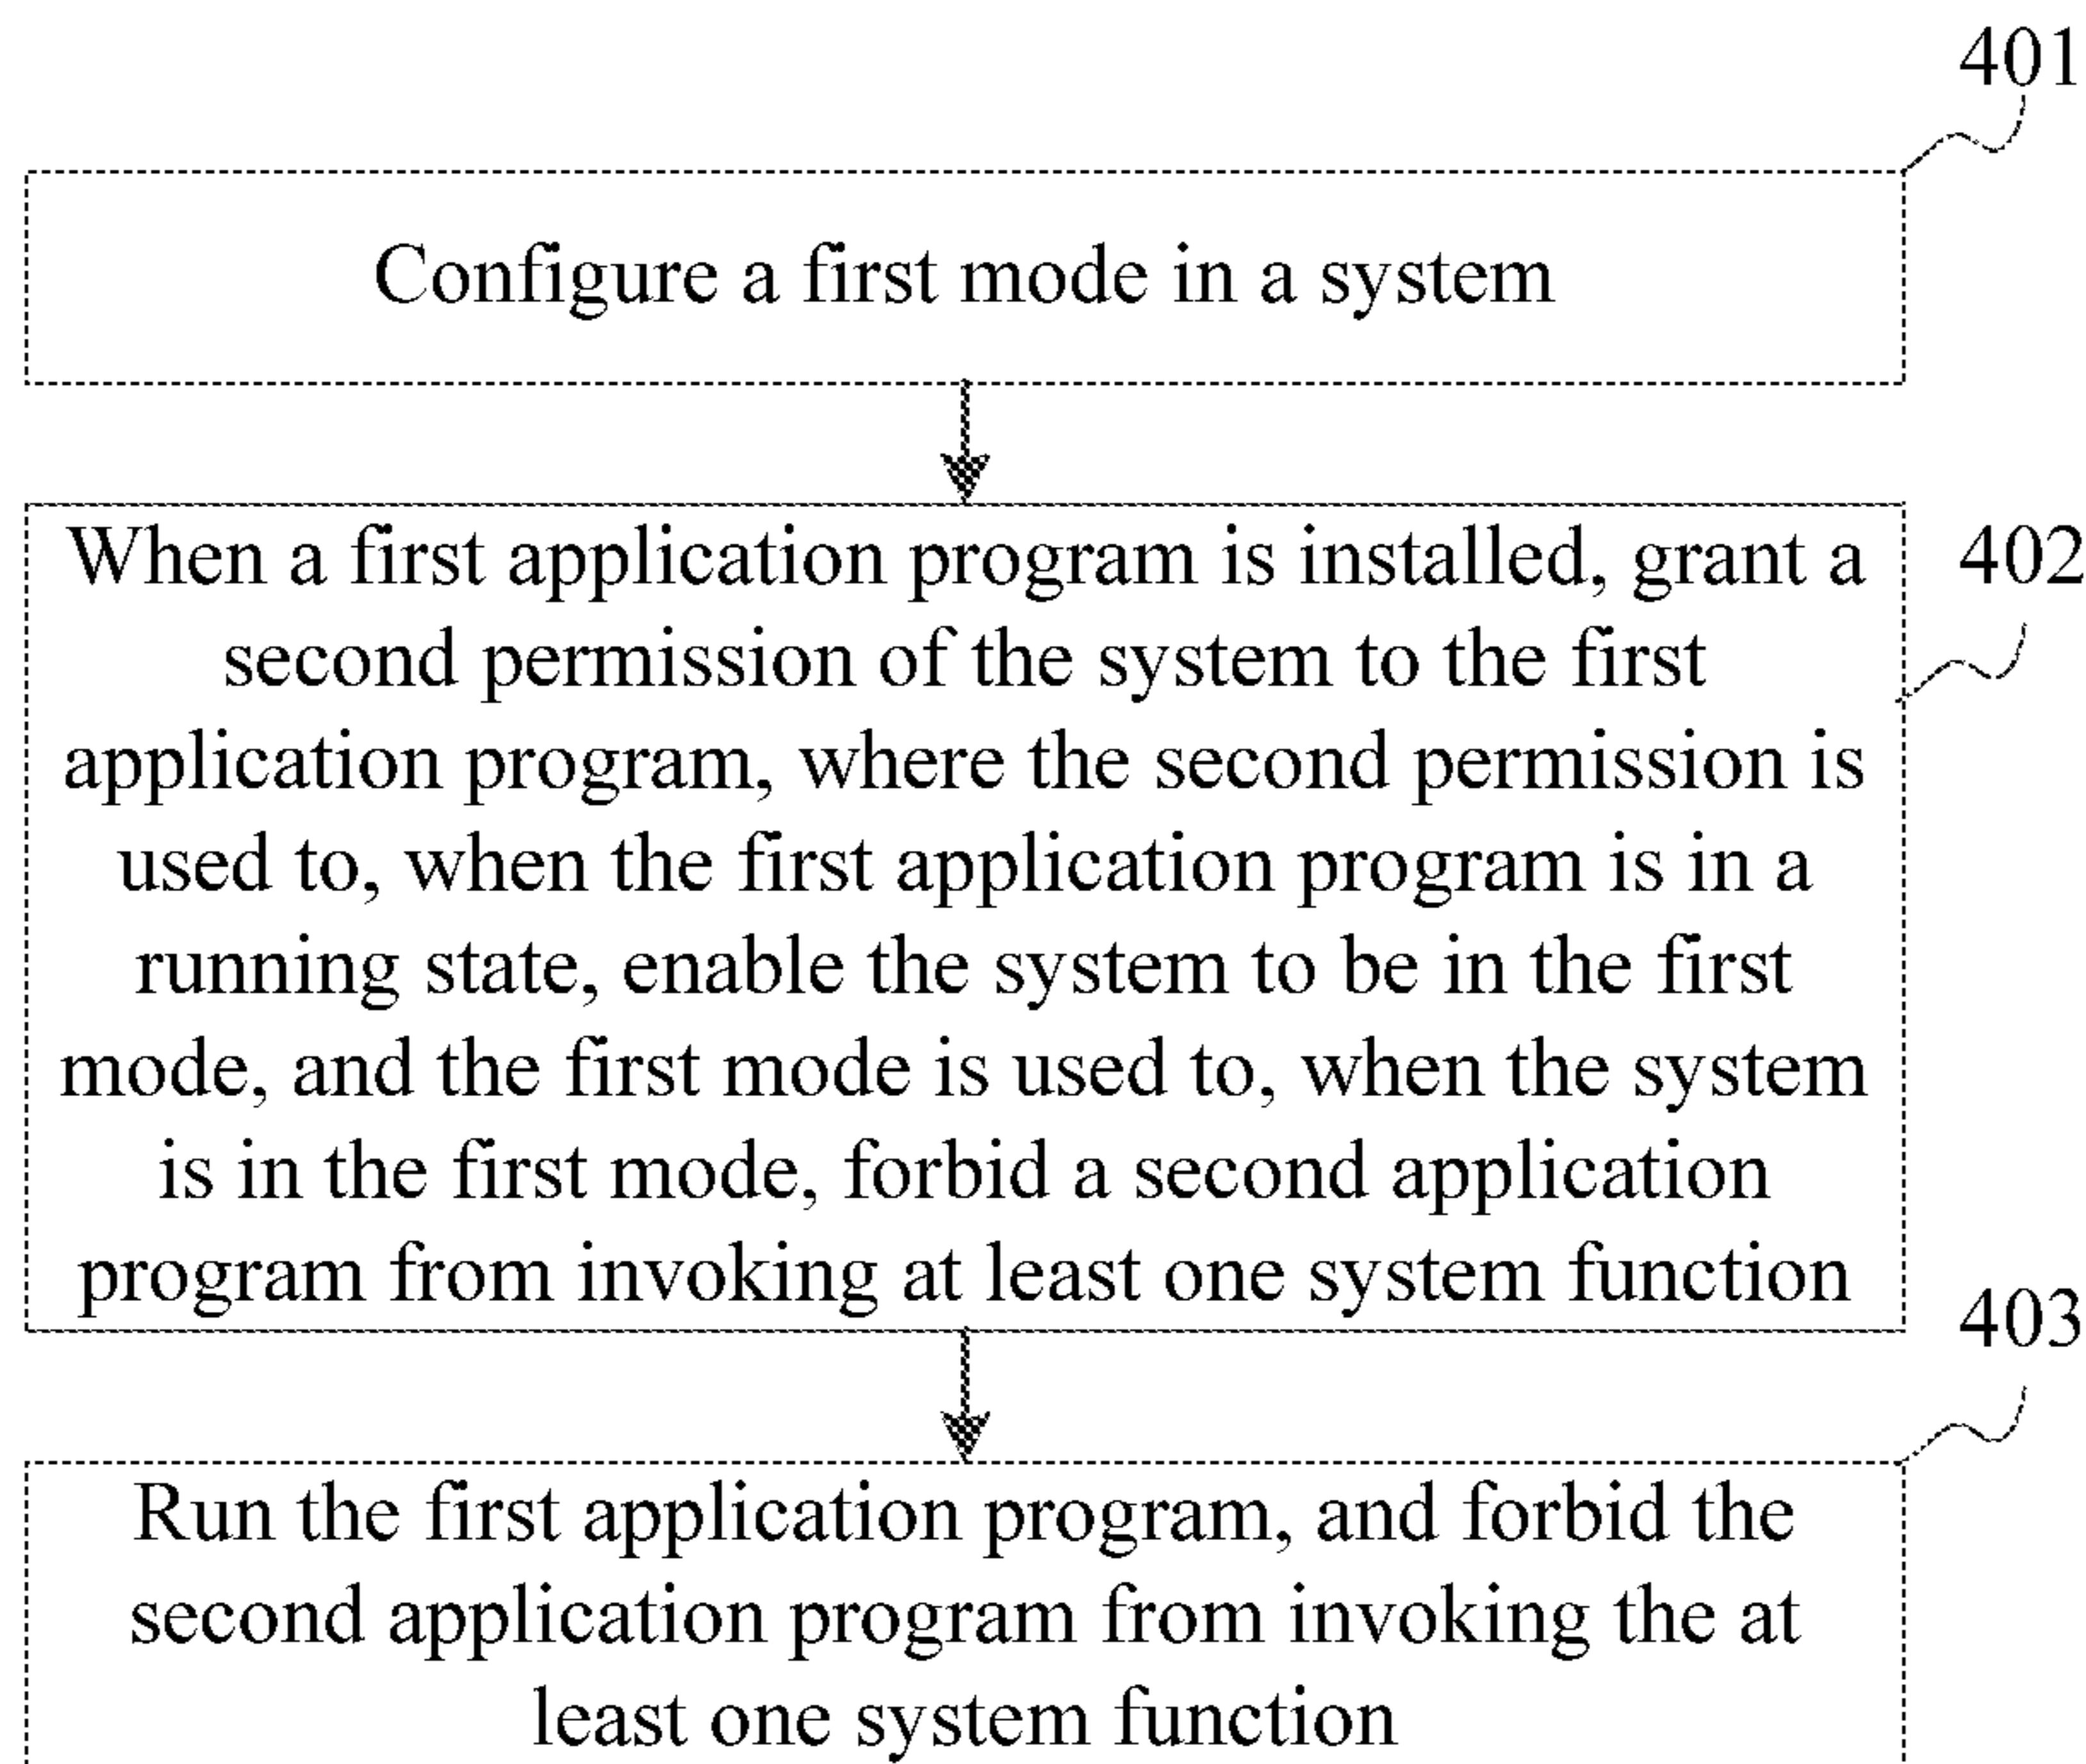 401
Configure a first mode in a system
When a first application program is installed, grant a
402
second permission of the system to the first
application program, where the second permission is
used to, when the first application program is in a
running state, enable the system to be in the first
mode, and the first mode is used to, when the system
is in the first mode, forbid a second application
program from invoking at least one system function
403
Run the first application program, and forbid the
second application program from invoking the at
least one system function